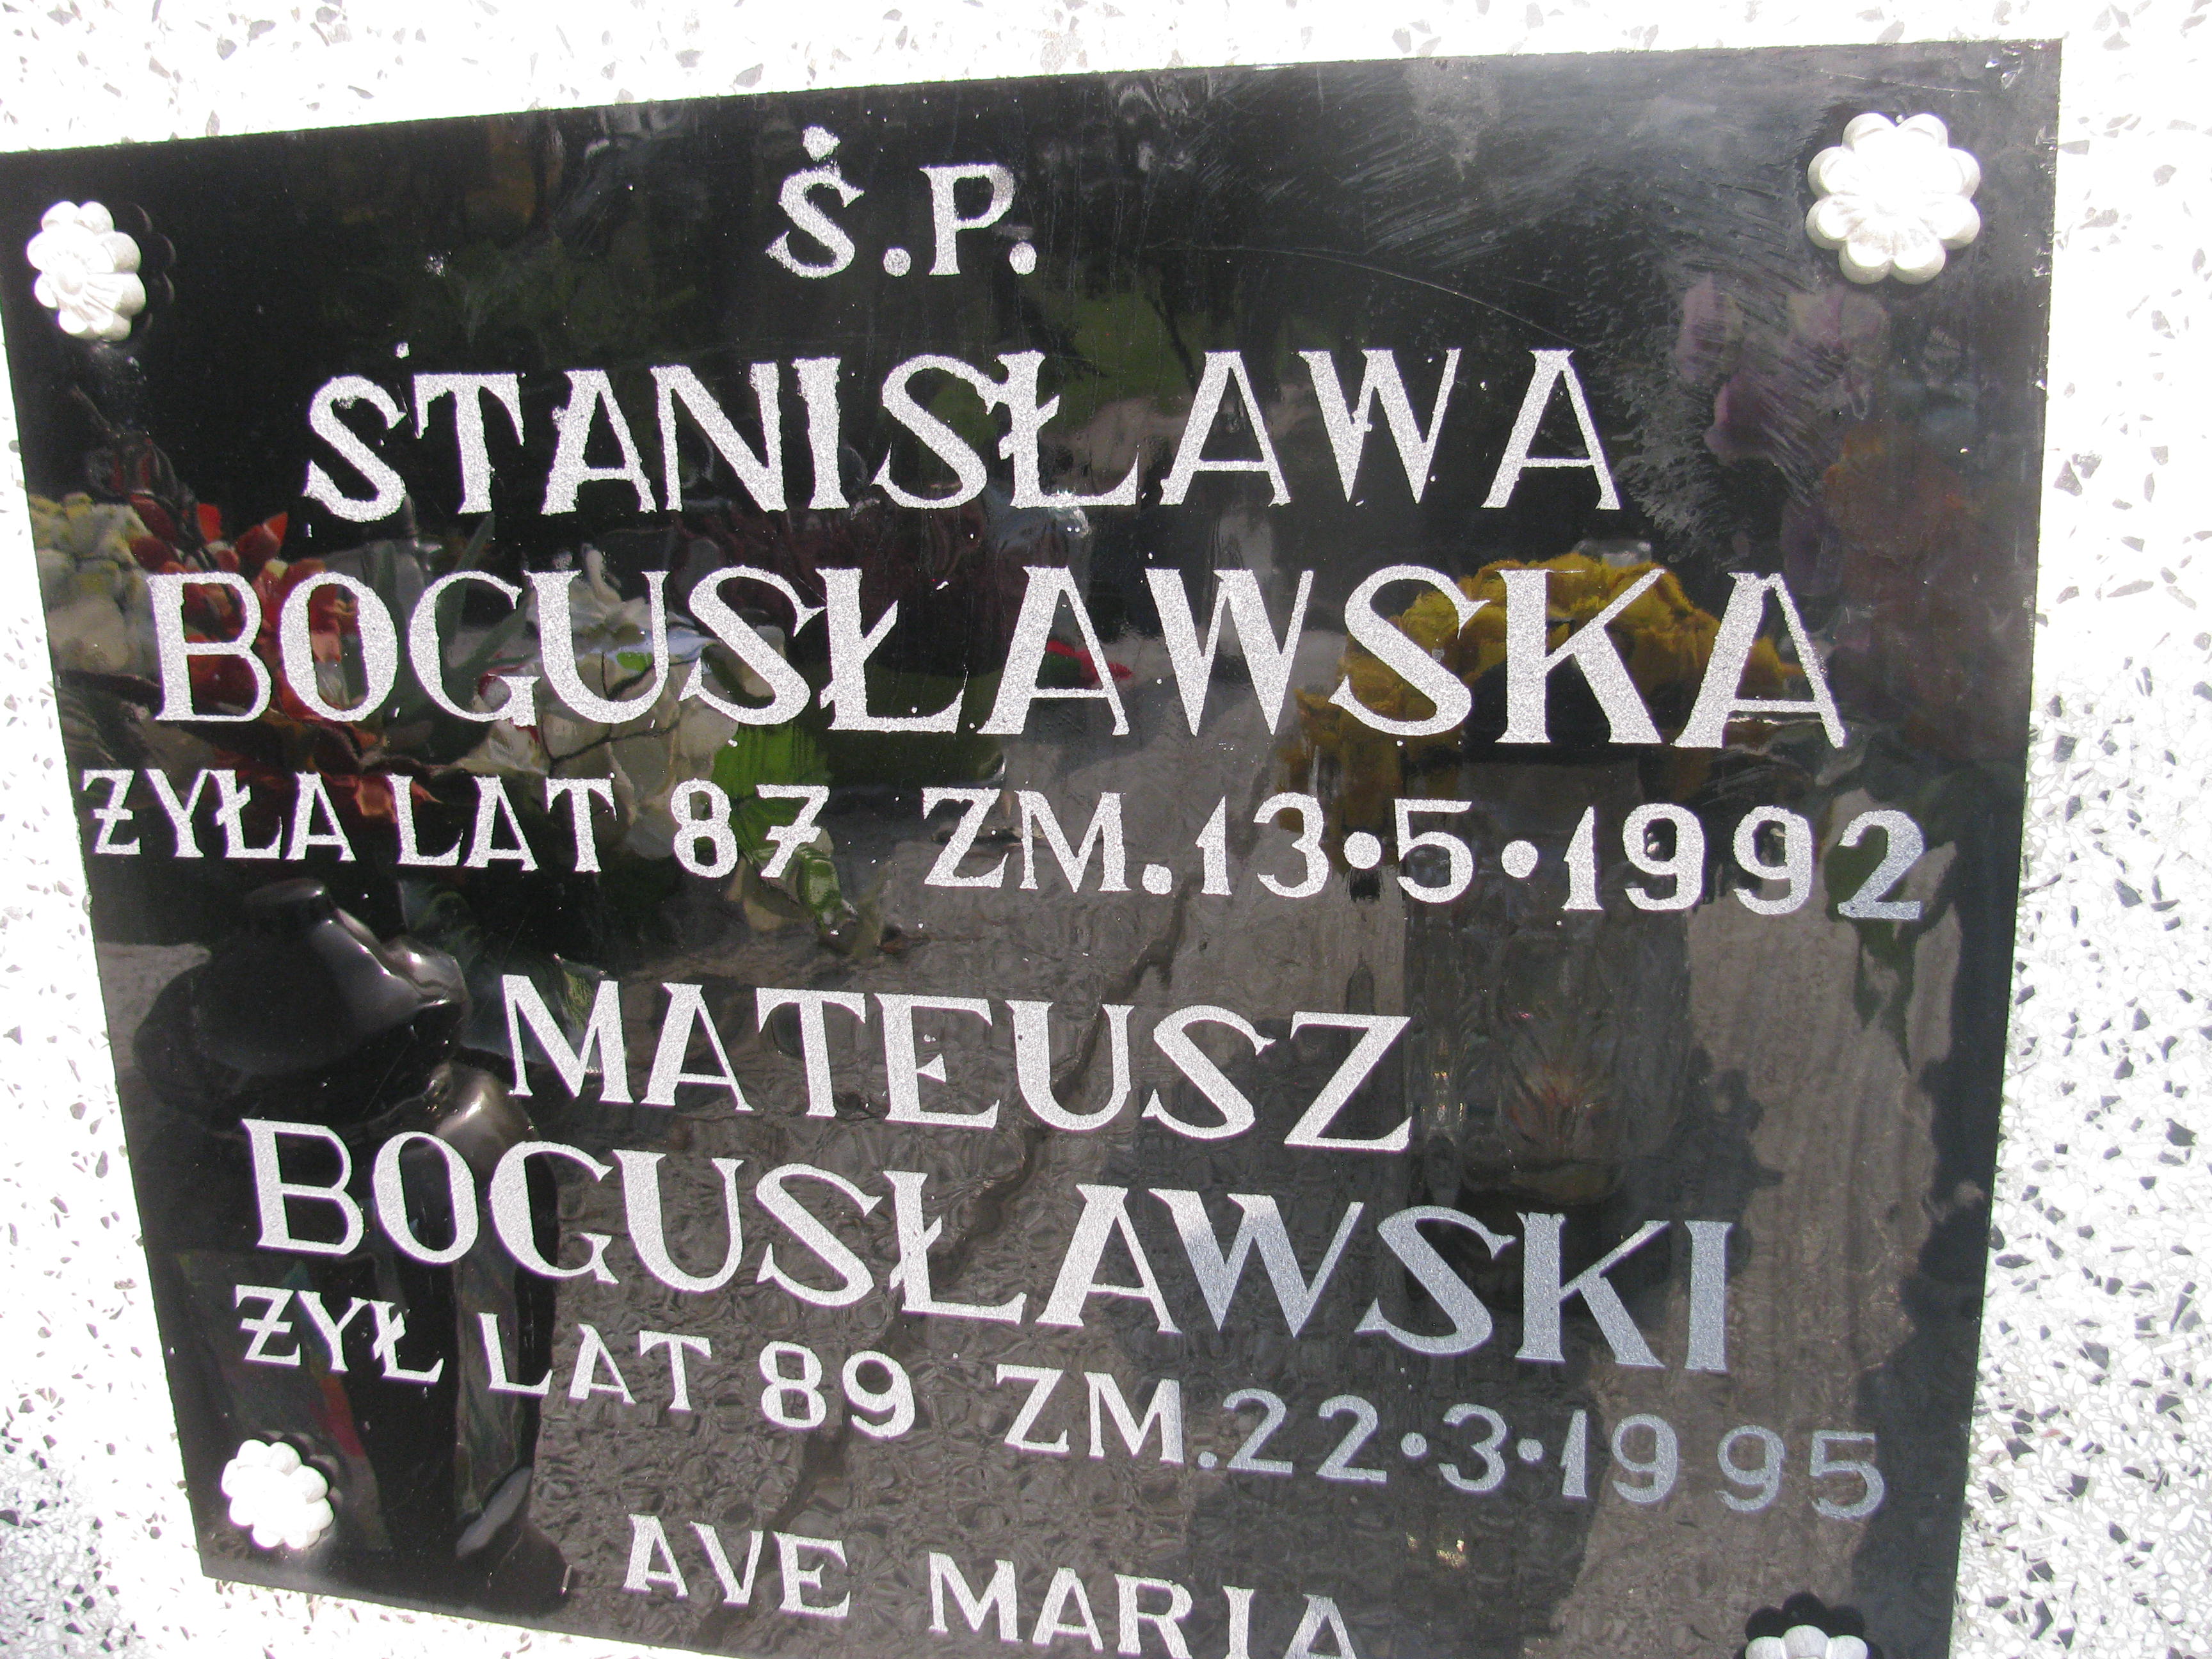 Ś.P.
STANISŁAWA
BOGUSŁAWSKA
ŻYŁA LAT 87 ZM.13·5·1992
MATEUSZ
BOGUSŁAWSKI
ŻYŁ LAT 89 ZM.22·3·1995
AVE MARIA